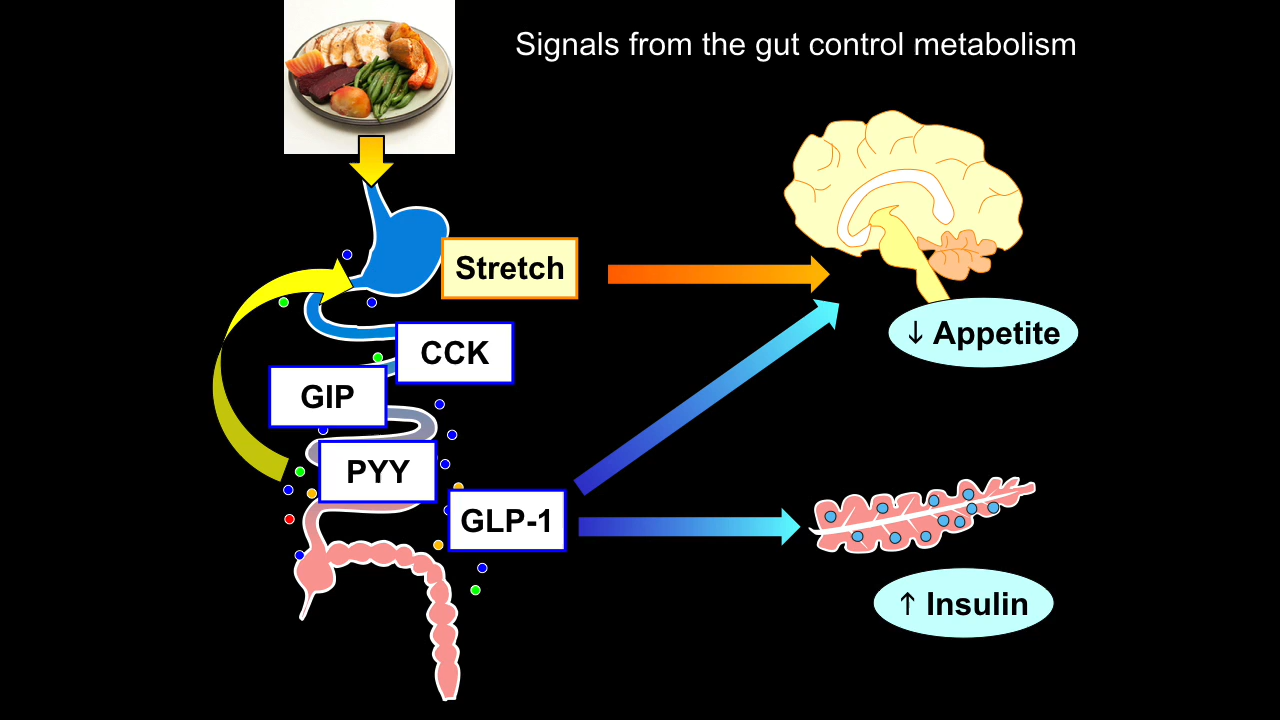 Signals from the gut control metabolism
Stretch
CCK
GIP
PYY
GLP-1
↓ Appetite
↑ Insulin